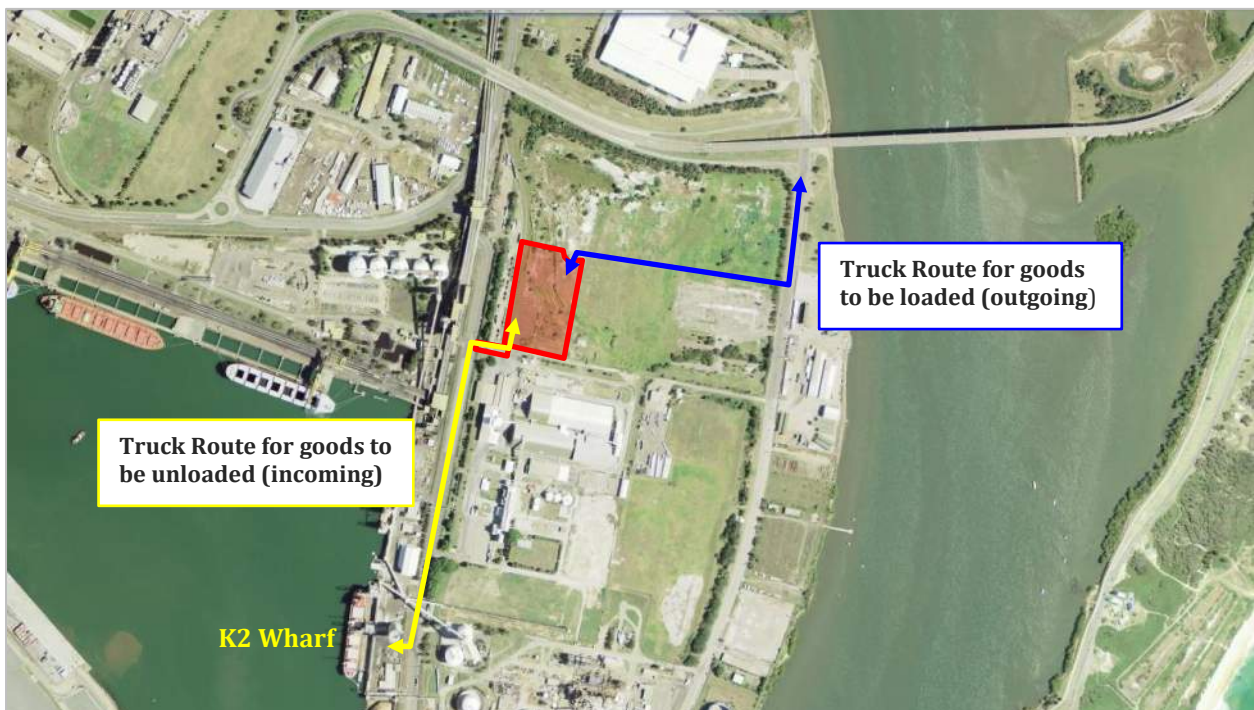 Truck Route for goods
to be loaded (outgoing)
Truck Route for goods to
be unloaded (incoming)
K2 Wharf